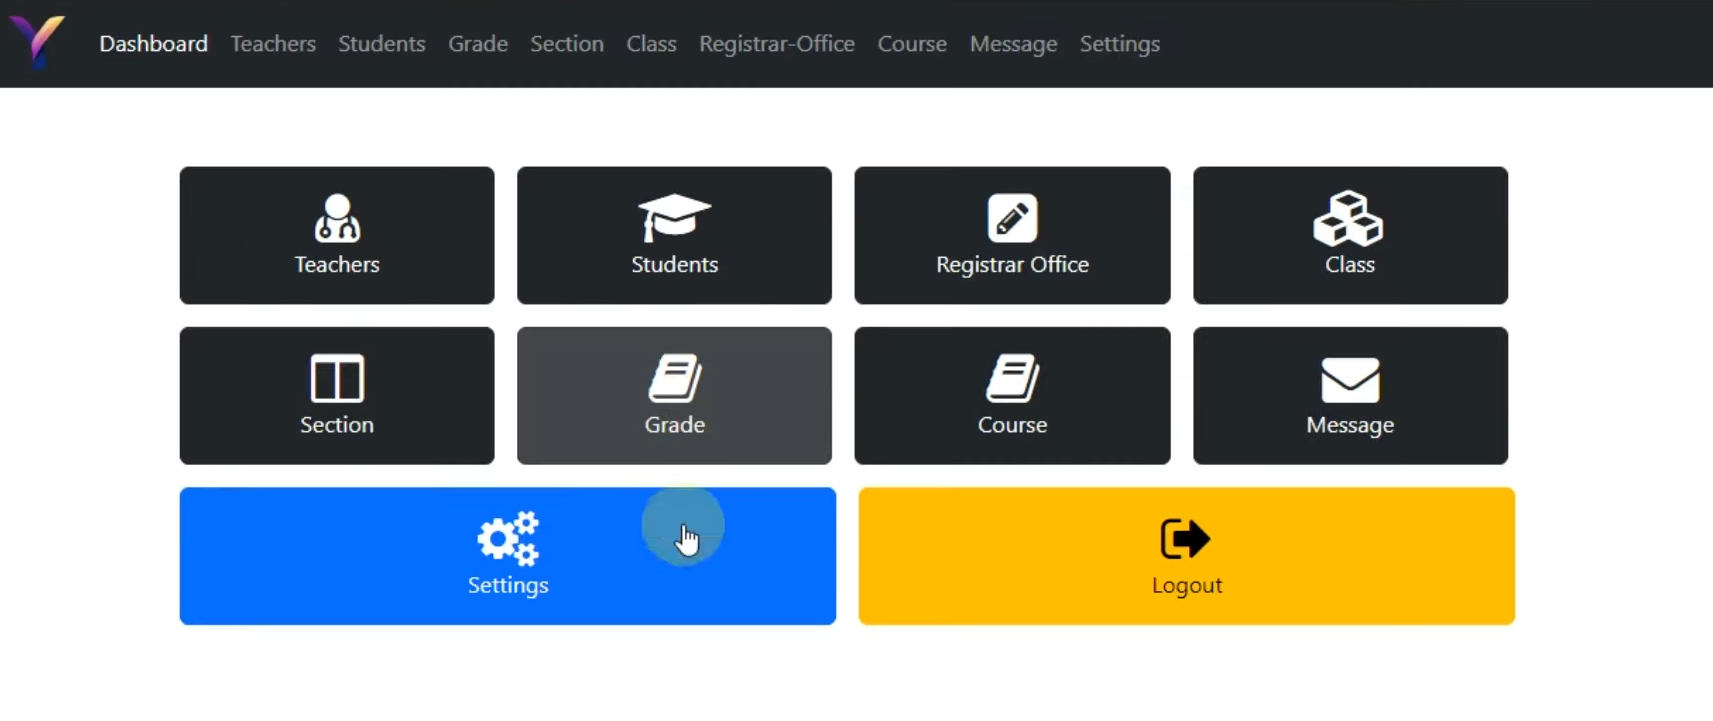 Dashboard Teachers Students Grade Section Class Registrar-Office Course Message Settings
Teachers Students Registrar Office Class
Section Grade Course Message
Settings Logout